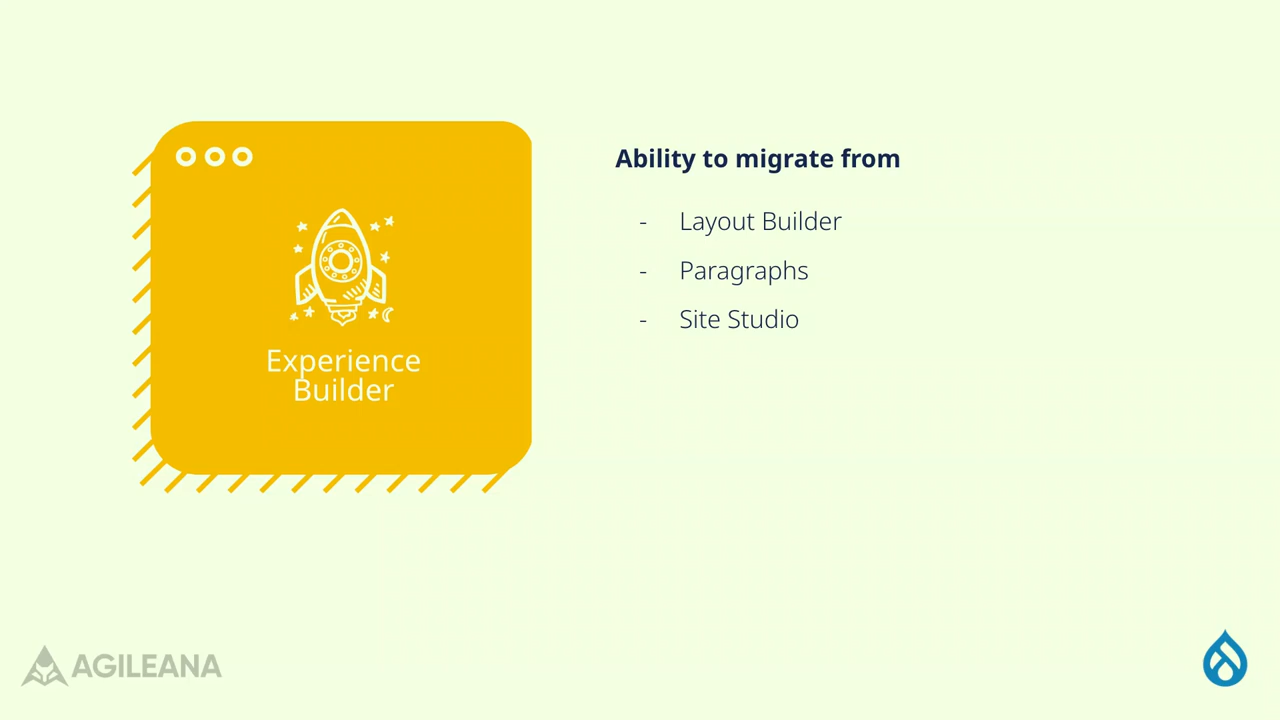 Experience
Builder
Ability to migrate from
- Layout Builder
- Paragraphs
- Site Studio
AGILEANA